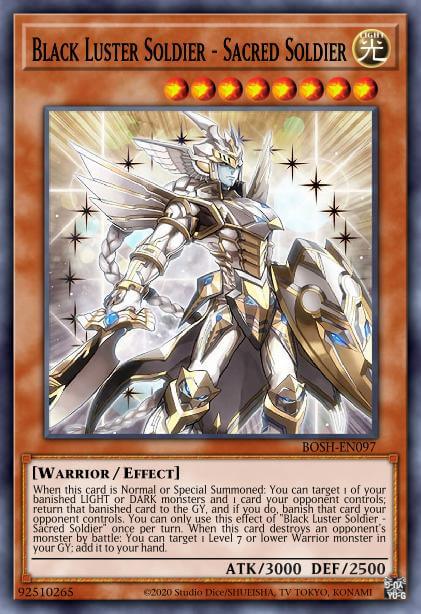 Black Luster Soldier - Sacred Soldier
LIGHT
光
BOSH-EN097
[Warrior / Effect]
When this card is Normal or Special Summoned: You can target 1 of your
banished LIGHT or DARK monsters and 1 card your opponent controls;
return that banished card to the GY, and if you do, banish that card your
opponent controls. You can only use this effect of "Black Luster Soldier -
Sacred Soldier" once per turn. When this card destroys an opponent's
monster by battle: You can target 1 Level 7 or lower Warrior monster in
your GY; add it to your hand.
ATK/3000 DEF/2500
92510265
©2020 Studio Dice/SHUEISHA, TV TOKYO, KONAMI